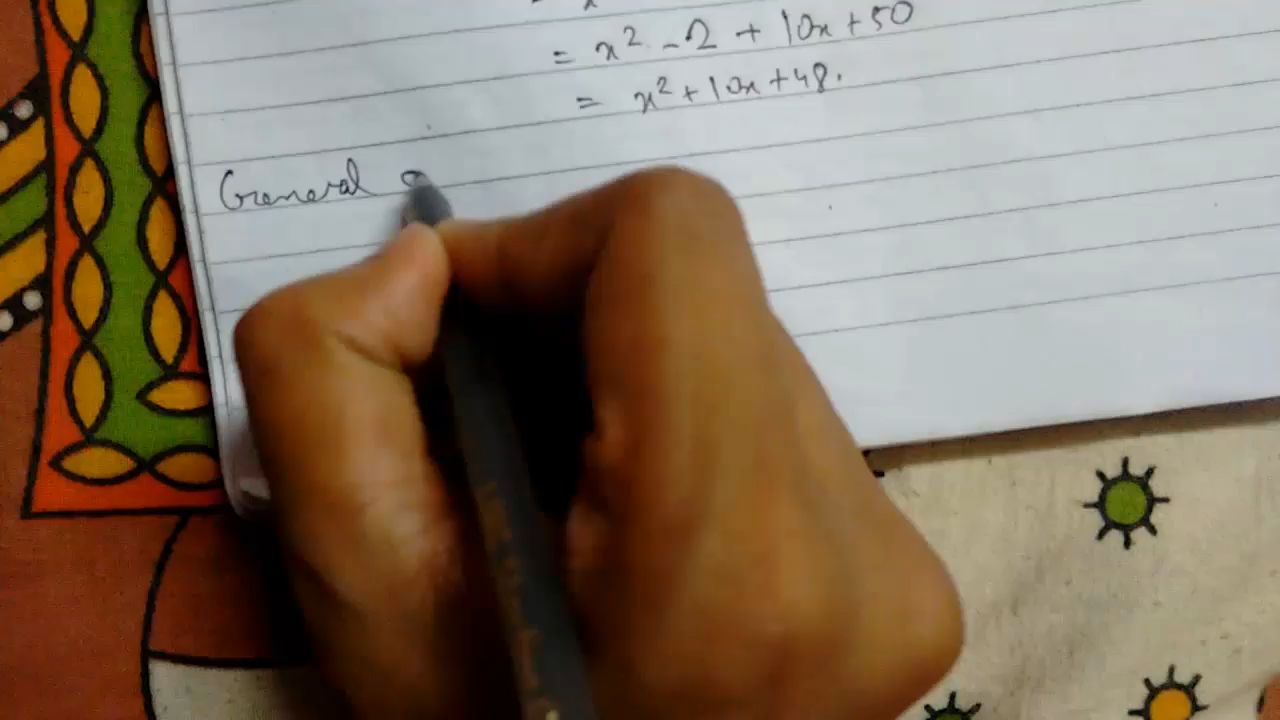 = x² - 2 + 10x + 50
= x² + 10x + 48.
General